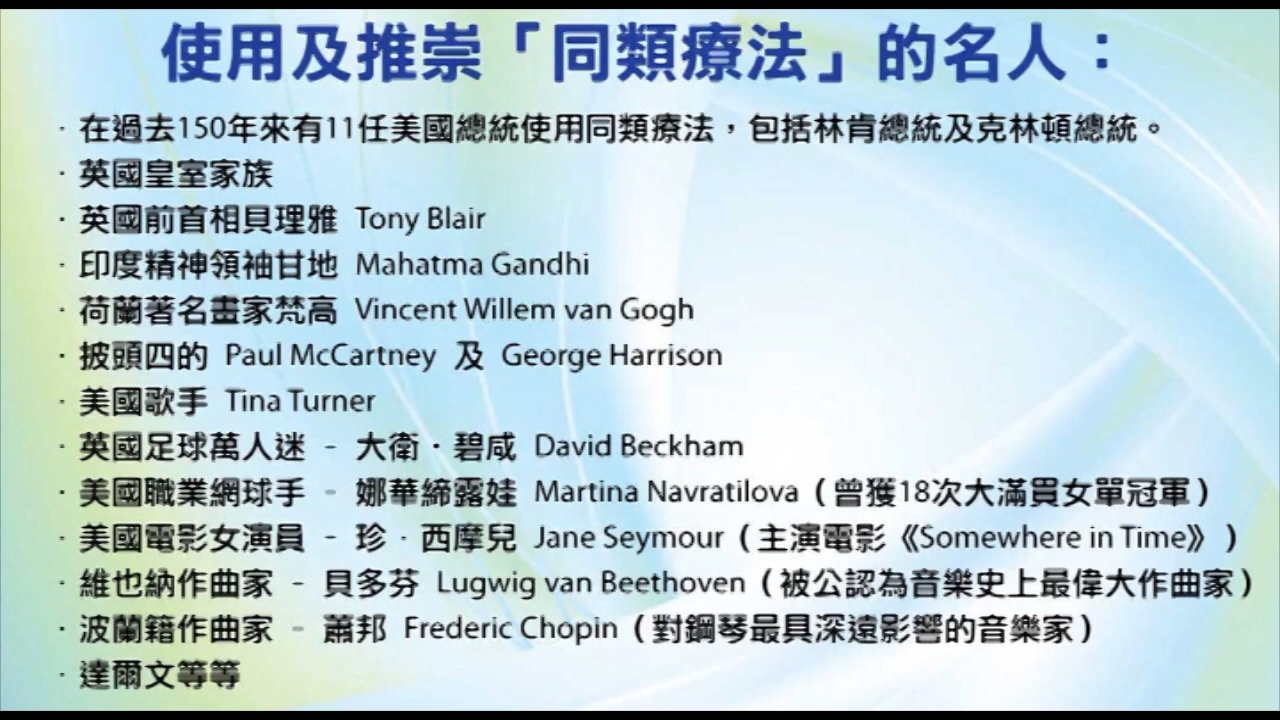 使用及推崇「同類療法」的名人：
· 在過去150年來有11任美國總統使用同類療法，包括林肯總統及克林頓總統。
· 英國皇室家族
· 英國前首相貝理雅 Tony Blair
· 印度精神領袖甘地 Mahatma Gandhi
· 荷蘭著名畫家梵高 Vincent Willem van Gogh
· 披頭四的 Paul McCartney 及 George Harrison
· 美國歌手 Tina Turner
· 英國足球萬人迷 - 大衛·碧咸 David Beckham
· 美國職業網球手 - 娜華締露娃 Martina Navratilova（曾獲18次大滿貫女單冠軍）
· 美國電影女演員 - 珍·西摩兒 Jane Seymour（主演電影《Somewhere in Time》）
· 維也納作曲家 - 貝多芬 Lugwig van Beethoven（被公認為音樂史上最偉大作曲家）
· 波蘭籍作曲家 - 蕭邦 Frederic Chopin（對鋼琴最具深遠影響的音樂家）
· 達爾文等等